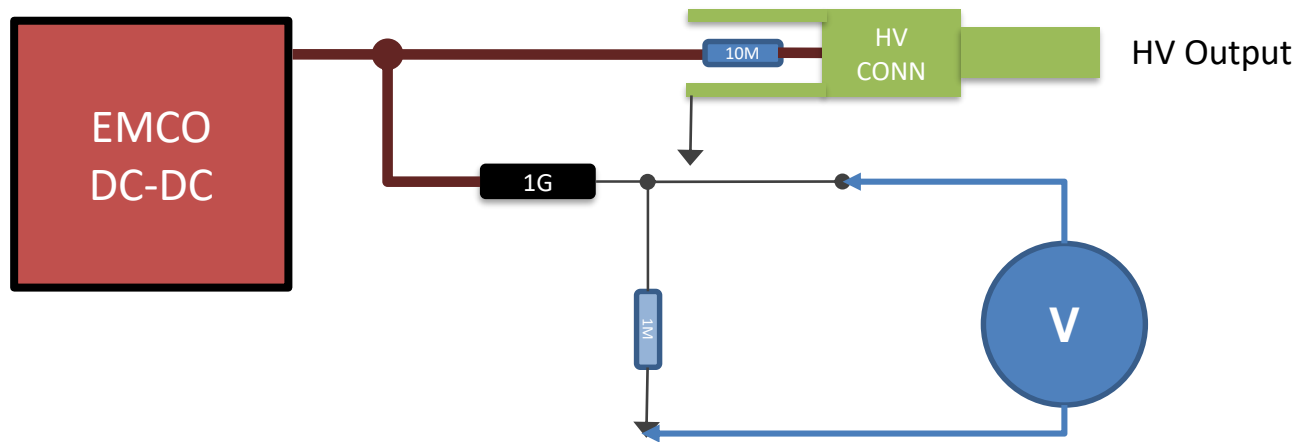 EMCO
DC-DC
10M
HV
CONN
HV Output
1G
1M
V